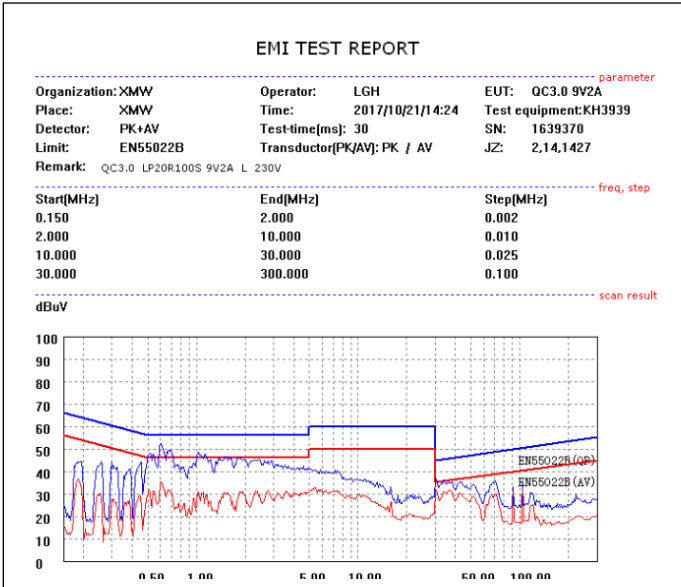 EMI TEST REPORT
parameter
Organization: XMW Operator: LGH EUT: QC3.0 9V2A
Place: XMW Time: 2017/10/21/14:24 Test equipment:KH3939
Detector: PK+AV Test-time(ms): 30 SN: 1639370
Limit: EN55022B Transductor(PK/AV): PK / AV JZ: 2,14,1427
Remark: QC3.0 LP20R100S 9V2A L 230V
freq, step
Start(MHz) End(MHz) Step(MHz)
0.150 2.000 0.002
2.000 10.000 0.010
10.000 30.000 0.025
30.000 300.000 0.100
scan result
dBuV
100
90
80
70
60
50
EN55022B(QP)
40
EN55022B(AV)
30
20
10
0
0.50 1.00 5.00 10.00 50.00 100.00